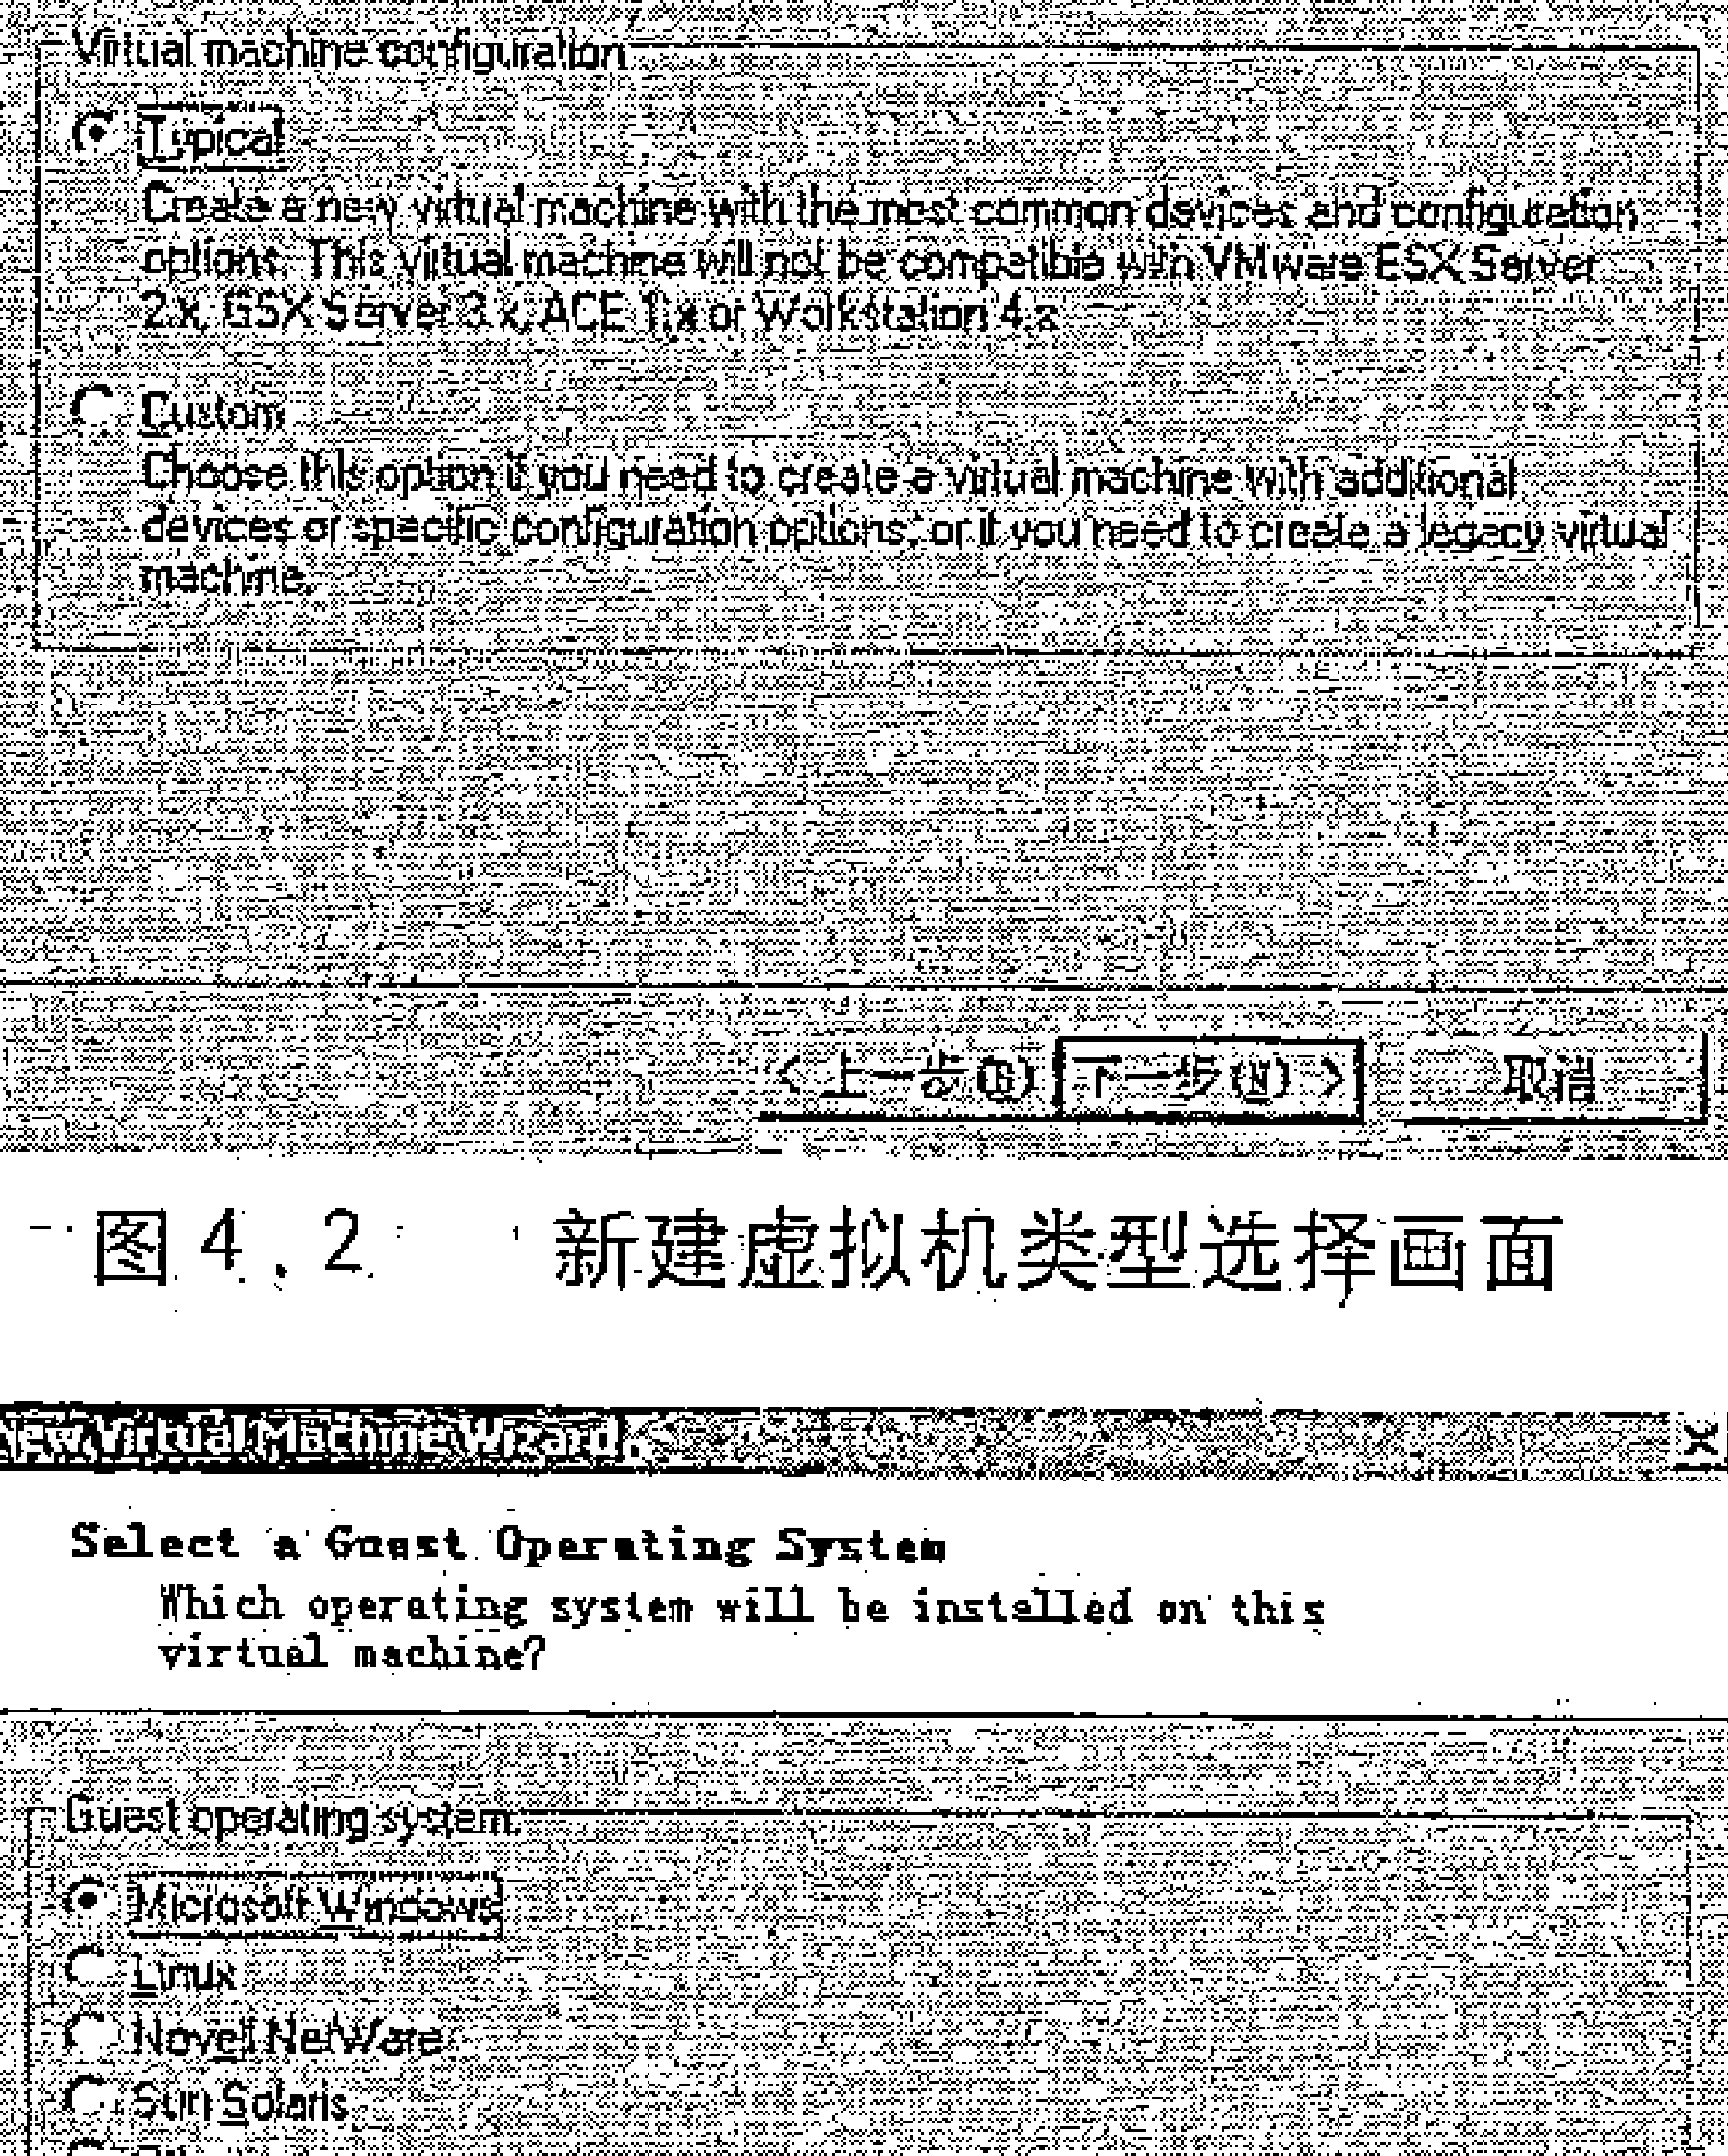 Virtual machine configuration
Typical
Create a new virtual machine with the most common devices and configuration
options. This virtual machine will not be compatible with VMware ESX Server
2.x, GSX Server 3.x, ACE 1.x or Workstation 4.x
Custom
Choose this option if you need to create a virtual machine with additional
devices or specific configuration options, or if you need to create a legacy virtual
machine.
< 上一步(B) 下一步(N) > 取消
图 4.2 新建虚拟机类型选择画面
New Virtual Machine Wizard
Select a Guest Operating System
Which operating system will be installed on this
virtual machine?
Guest operating system
Microsoft Windows
Linux
Novell NetWare
Sun Solaris